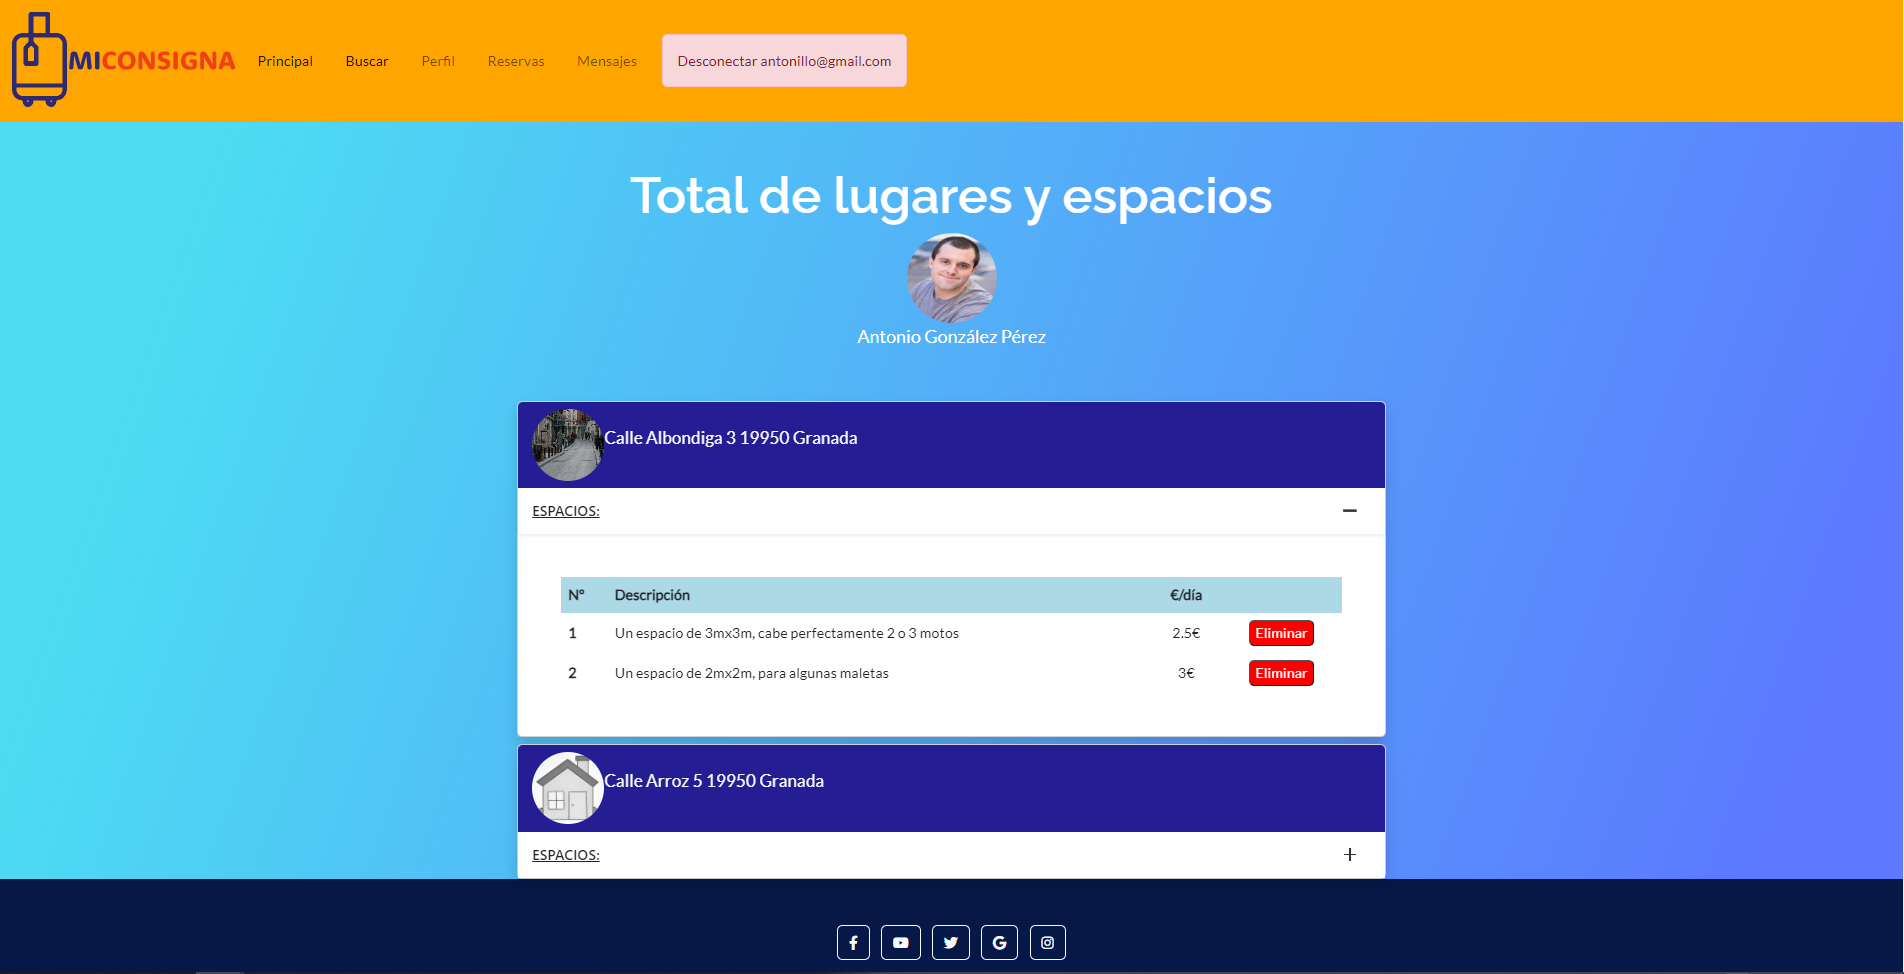 MICONSIGNA Principal Buscar Perfil Reservas Mensajes Desconectar antonillo@gmail.com
Total de lugares y espacios
Antonio González Pérez
Calle Albondiga 3 19950 Granada
ESPACIOS:
Nº Descripción €/día
1 Un espacio de 3mx3m, cabe perfectamente 2 o 3 motos 2.5€ Eliminar
2 Un espacio de 2mx2m, para algunas maletas 3€ Eliminar
Calle Arroz 5 19950 Granada
ESPACIOS: